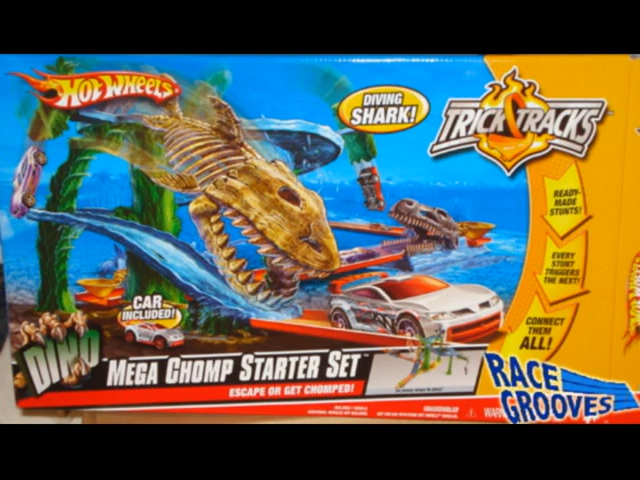 HOT WHEELS
DIVING
SHARK!
TRICK TRACKS
READY-
MADE
STUNTS!
EVERY
STUNT
TRIGGERS
THE NEXT!
CONNECT
THEM
ALL!
CAR
INCLUDED!
DINO
MEGA CHOMP STARTER SET™
ESCAPE OR GET CHOMPED!
RACE
GROOVES